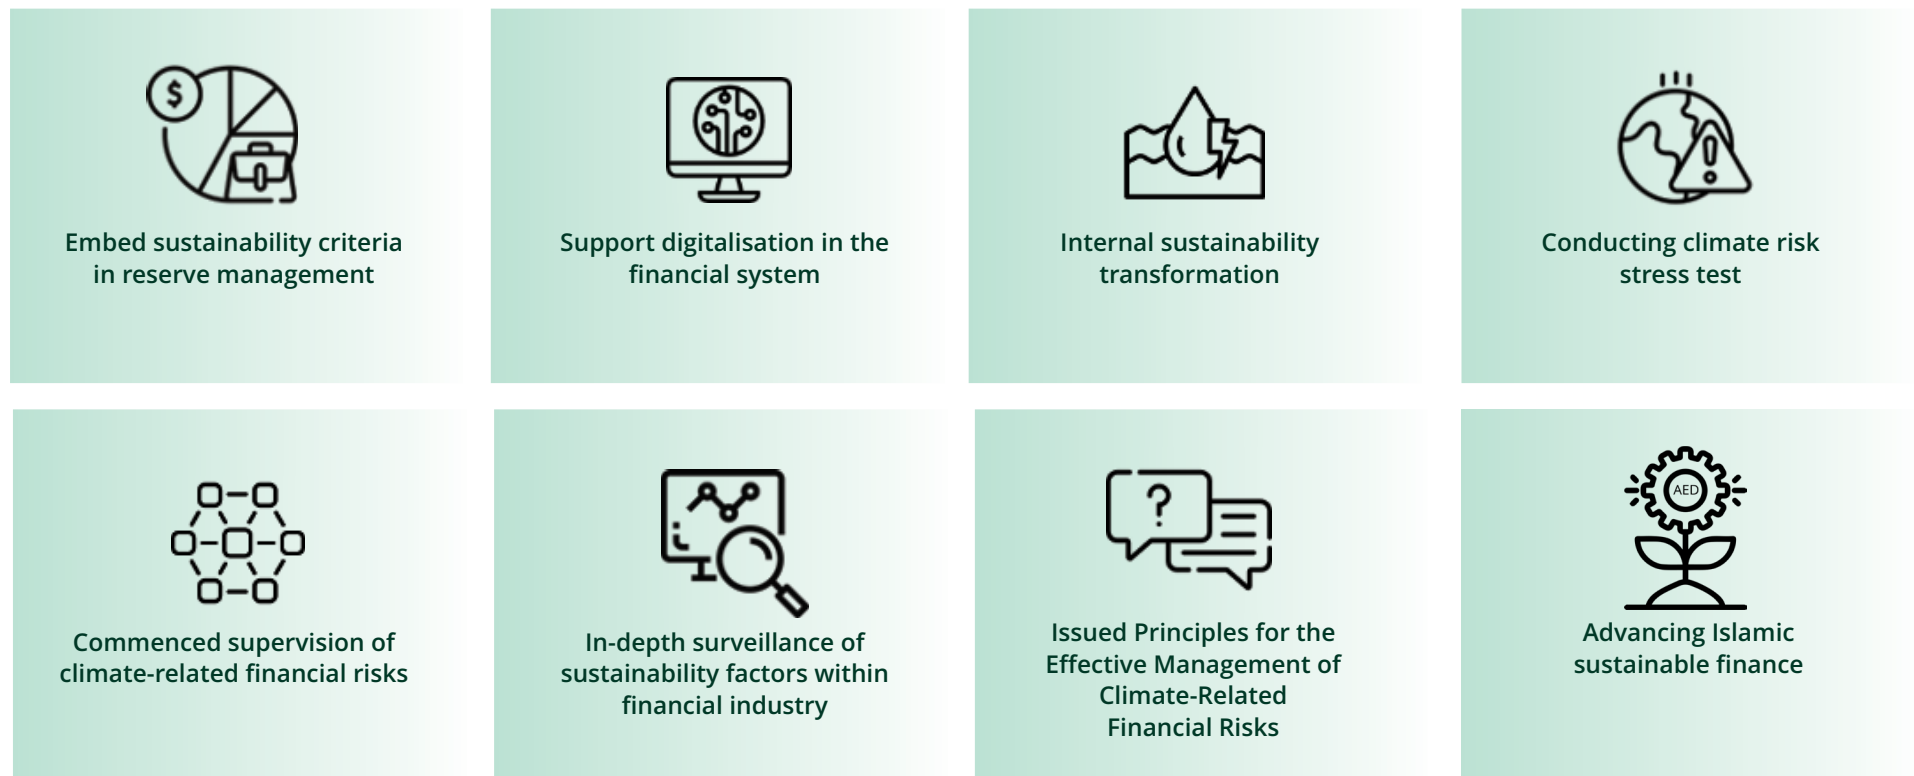 $
Embed sustainability criteria
in reserve management
Support digitalisation in the
financial system
Internal sustainability
transformation
Conducting climate risk
stress test
Commenced supervision of
climate-related financial risks
In-depth surveillance of
sustainability factors within
financial industry
?
Issued Principles for the
Effective Management of
Climate-Related
Financial Risks
AED
Advancing Islamic
sustainable finance